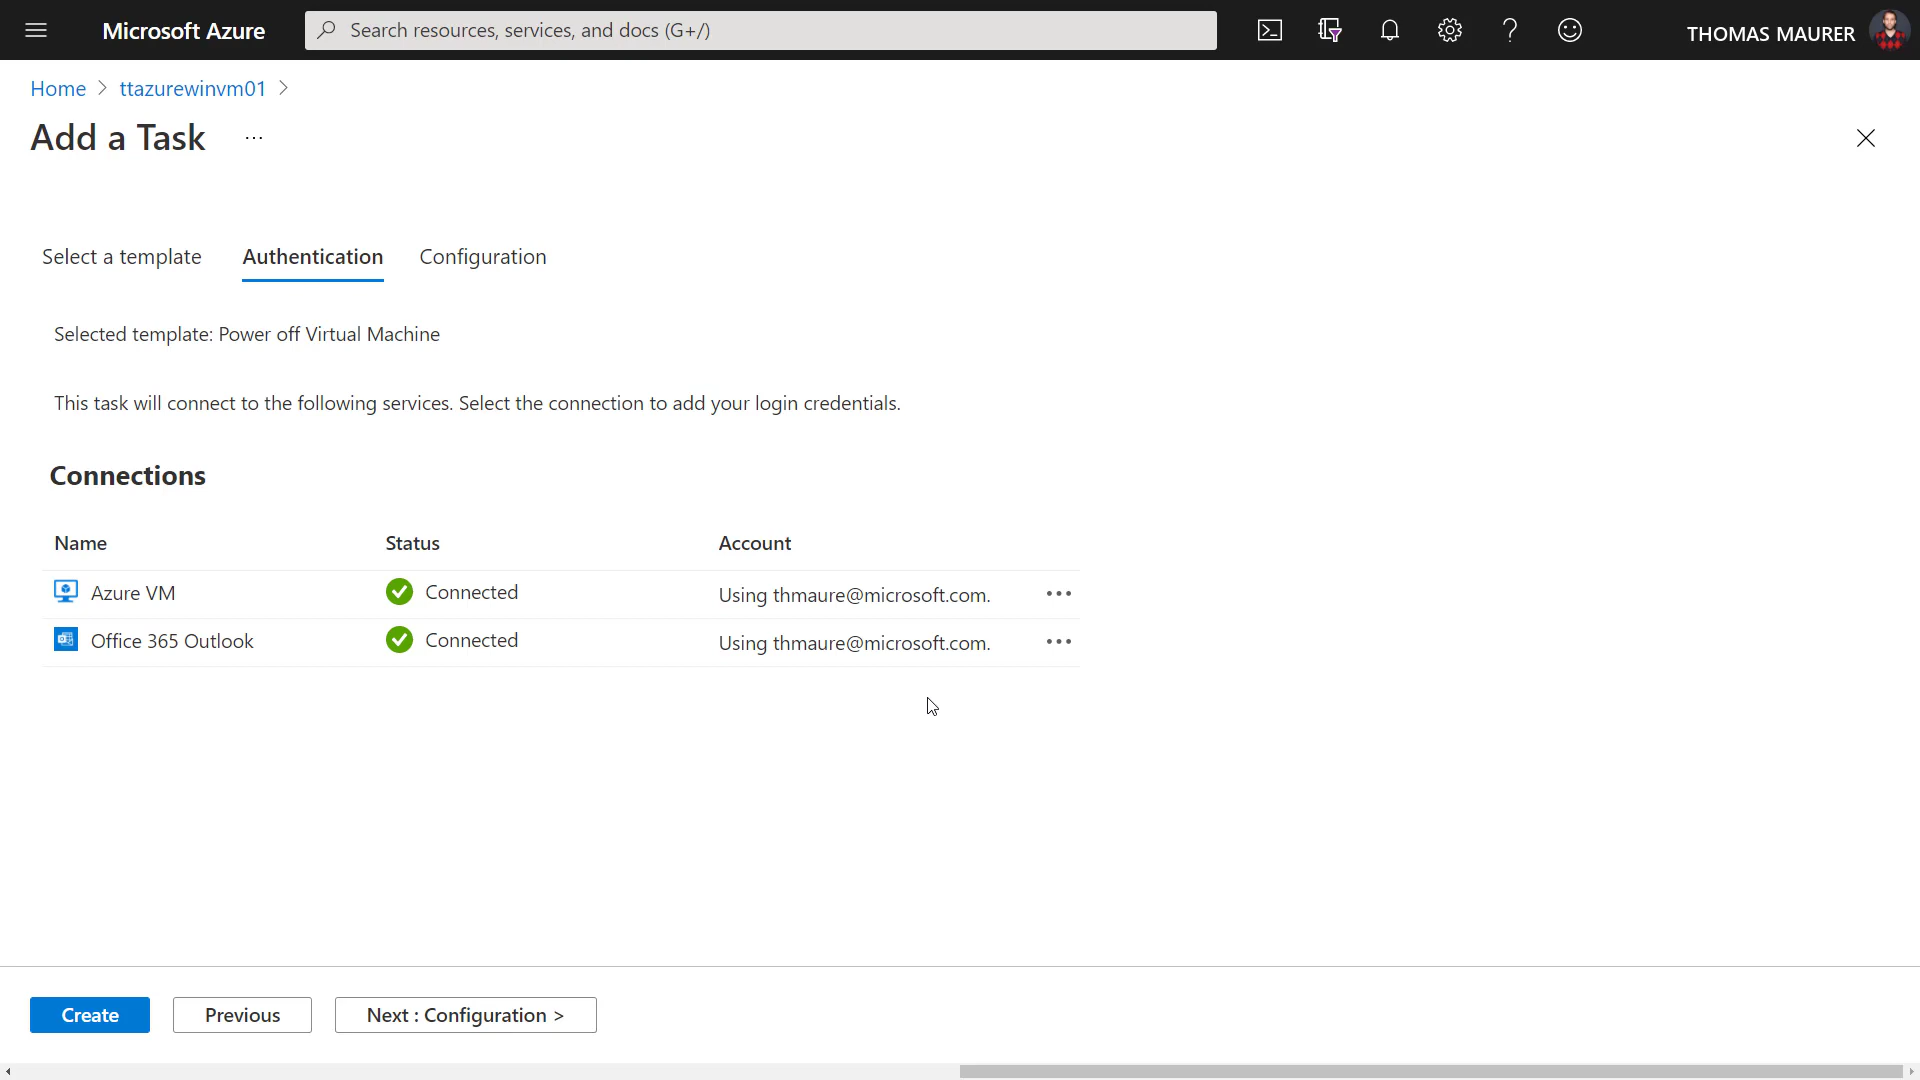 Microsoft Azure
Search resources, services, and docs (G+/)
THOMAS MAURER
Home > ttazurewinvm01 >
Add a Task ...
Select a template Authentication Configuration
Selected template: Power off Virtual Machine
This task will connect to the following services. Select the connection to add your login credentials.
Connections
Name Status Account
Azure VM Connected Using thmaure@microsoft.com.
Office 365 Outlook Connected Using thmaure@microsoft.com.
Create Previous Next : Configuration >